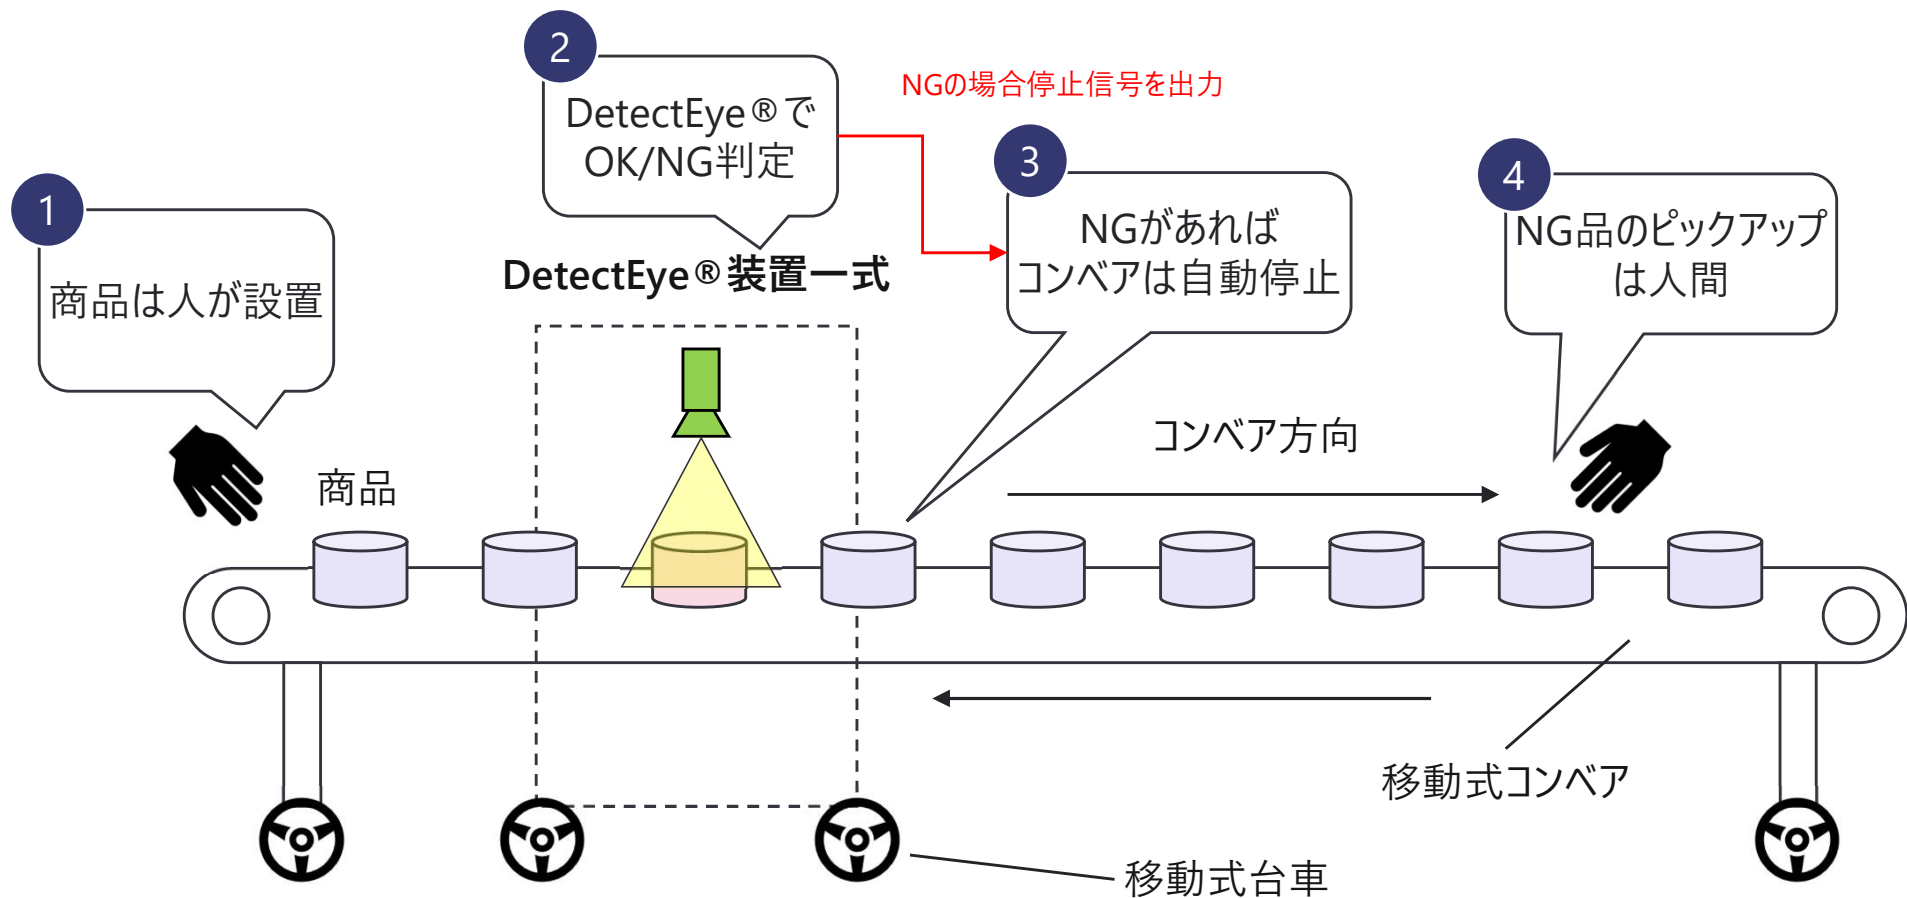 1
商品は人が設置
2
DetectEye®で
OK/NG判定
NGの場合停止信号を出力
3
NGがあれば
コンベアは自動停止
4
NG品のピックアップ
は人間
DetectEye®装置一式
商品
コンベア方向
移動式コンベア
移動式台車